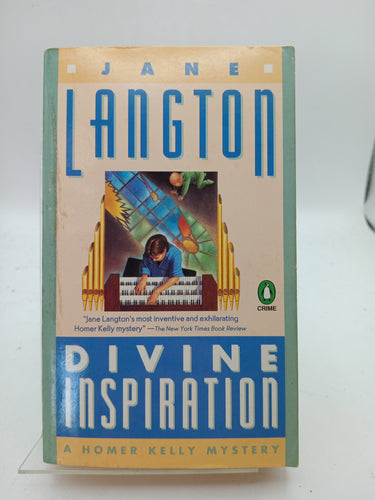 JANE
LANGTON
CRIME
"Jane Langton's most inventive and exhilarating
Homer Kelly mystery" —The New York Times Book Review
DIVINE
INSPIRATION
A HOMER KELLY MYSTERY